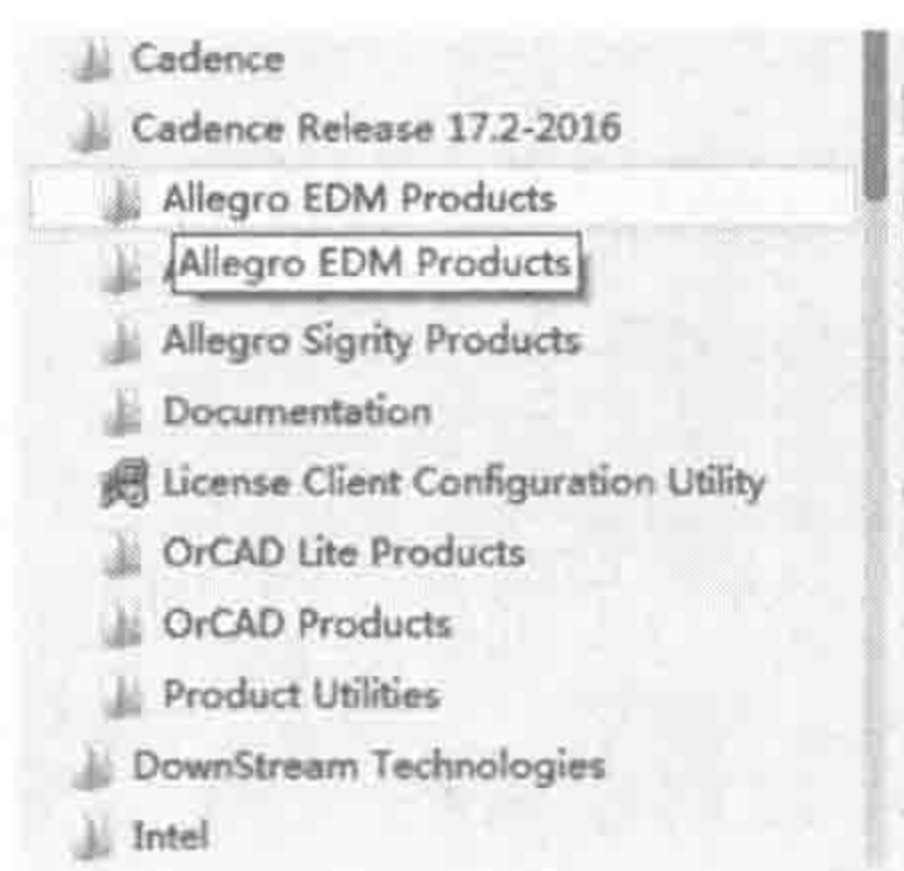 Cadence
Cadence Release 17.2-2016
Allegro EDM Products
Allegro EDM Products
Allegro Sigrity Products
Documentation
License Client Configuration Utility
OrCAD Lite Products
OrCAD Products
Product Utilities
DownStream Technologies
Intel